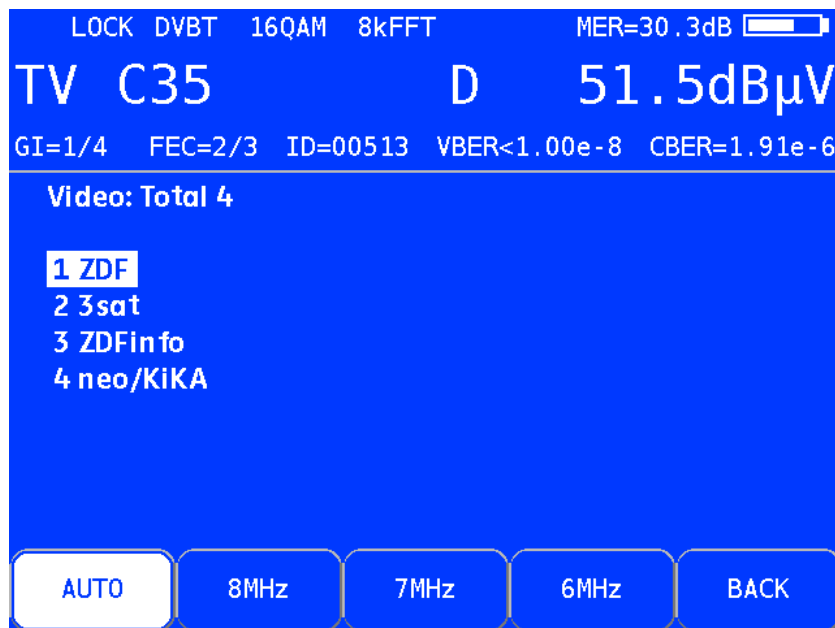 LOCK DVBT 16QAM 8kFFT MER=30.3dB
TV C35 D 51.5dBµV
GI=1/4 FEC=2/3 ID=00513 VBER<1.00e-8 CBER=1.91e-6
Video: Total 4
1 ZDF
2 3sat
3 ZDFinfo
4 neo/KiKA
AUTO 8MHz 7MHz 6MHz BACK